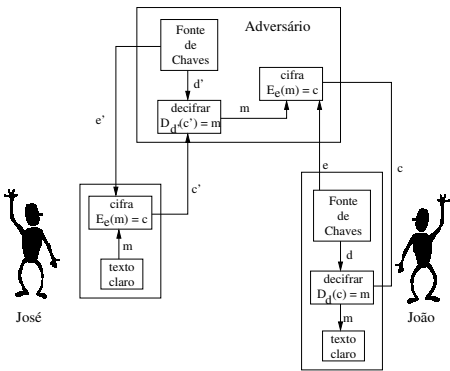 Adversário
Fonte
de
Chaves
d'
decifrar
D_d'(c') = m
m
cifra
E_e(m) = c
e'
c'
e
c
cifra
E_e(m) = c
m
texto
claro
José
Fonte
de
Chaves
d
decifrar
D_d(c) = m
m
texto
claro
João